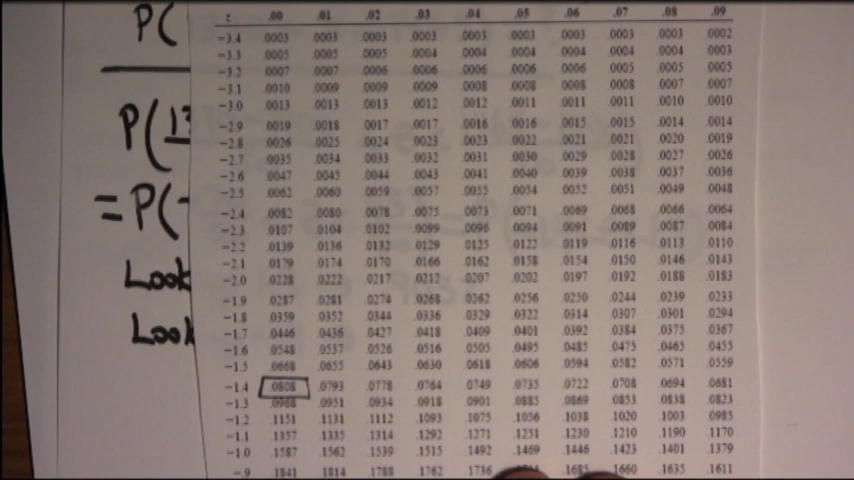 P(
P(13
=P(-
Look
Look
z .00 .01 .02 .03 .04 .05 .06 .07 .08 .09
-3.4 .0003 .0003 .0003 .0003 .0003 .0003 .0003 .0003 .0003 .0002
-3.3 .0005 .0005 .0005 .0004 .0004 .0004 .0004 .0004 .0004 .0003
-3.2 .0007 .0007 .0006 .0006 .0006 .0006 .0006 .0005 .0005 .0005
-3.1 .0010 .0009 .0009 .0009 .0008 .0008 .0008 .0008 .0007 .0007
-3.0 .0013 .0013 .0013 .0012 .0012 .0011 .0011 .0011 .0010 .0010
-2.9 .0019 .0018 .0017 .0017 .0016 .0016 .0015 .0015 .0014 .0014
-2.8 .0026 .0025 .0024 .0023 .0023 .0022 .0021 .0021 .0020 .0019
-2.7 .0035 .0034 .0033 .0032 .0031 .0030 .0029 .0028 .0027 .0026
-2.6 .0047 .0045 .0044 .0043 .0041 .0040 .0039 .0038 .0037 .0036
-2.5 .0062 .0060 .0059 .0057 .0055 .0054 .0052 .0051 .0049 .0048
-2.4 .0082 .0080 .0078 .0075 .0073 .0071 .0069 .0068 .0066 .0064
-2.3 .0107 .0104 .0102 .0099 .0096 .0094 .0091 .0089 .0087 .0084
-2.2 .0139 .0136 .0132 .0129 .0125 .0122 .0119 .0116 .0113 .0110
-2.1 .0179 .0174 .0170 .0166 .0162 .0158 .0154 .0150 .0146 .0143
-2.0 .0228 .0222 .0217 .0212 .0207 .0202 .0197 .0192 .0188 .0183
-1.9 .0287 .0281 .0274 .0268 .0262 .0256 .0250 .0244 .0239 .0233
-1.8 .0359 .0352 .0344 .0336 .0329 .0322 .0314 .0307 .0301 .0294
-1.7 .0446 .0436 .0427 .0418 .0409 .0401 .0392 .0384 .0375 .0367
-1.6 .0548 .0537 .0526 .0516 .0505 .0495 .0485 .0475 .0465 .0455
-1.5 .0668 .0655 .0643 .0630 .0618 .0606 .0594 .0582 .0571 .0559
-1.4 .0808 .0793 .0778 .0764 .0749 .0735 .0722 .0708 .0694 .0681
-1.3 .0968 .0951 .0934 .0918 .0901 .0885 .0869 .0853 .0838 .0823
-1.2 .1151 .1131 .1112 .1093 .1075 .1056 .1038 .1020 .1003 .0985
-1.1 .1357 .1335 .1314 .1292 .1271 .1251 .1230 .1210 .1190 .1170
-1.0 .1587 .1562 .1539 .1515 .1492 .1469 .1446 .1423 .1401 .1379
-.9 .1841 .1814 .1788 .1762 .1736 .1685 .1660 .1635 .1611